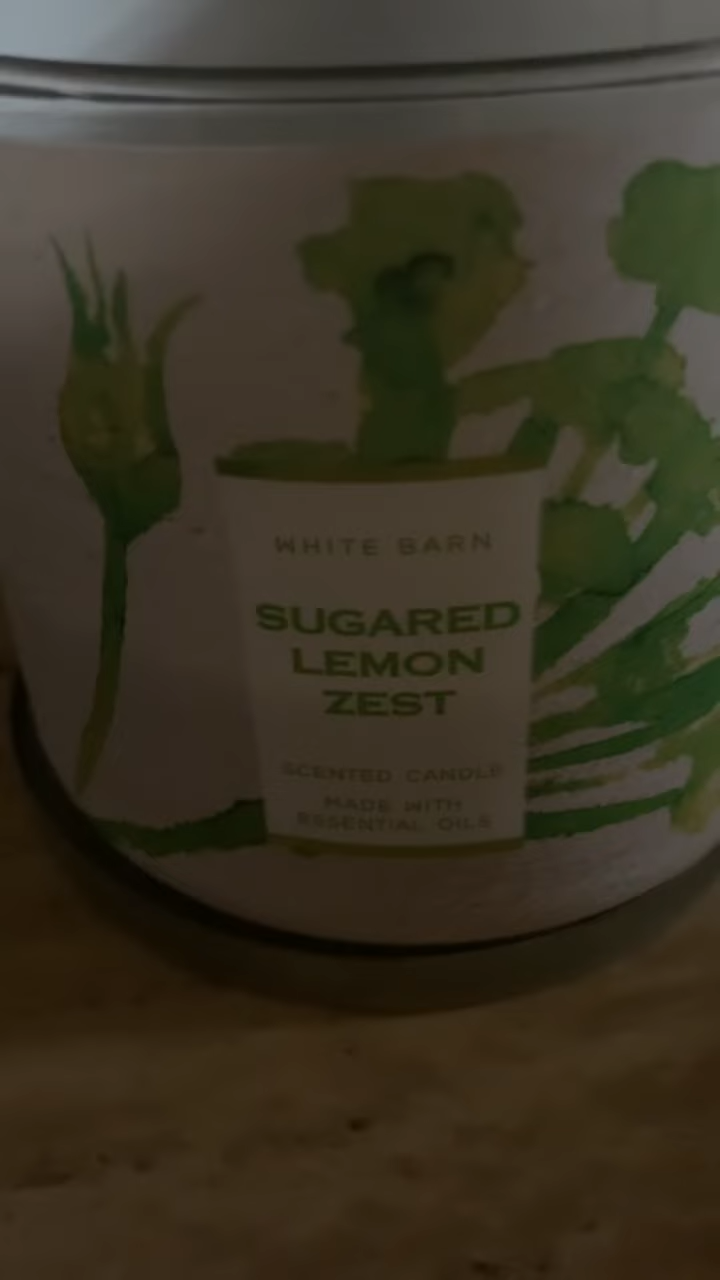 WHITE BARN
SUGARED
LEMON
ZEST
SCENTED CANDLE
MADE WITH
ESSENTIAL OILS